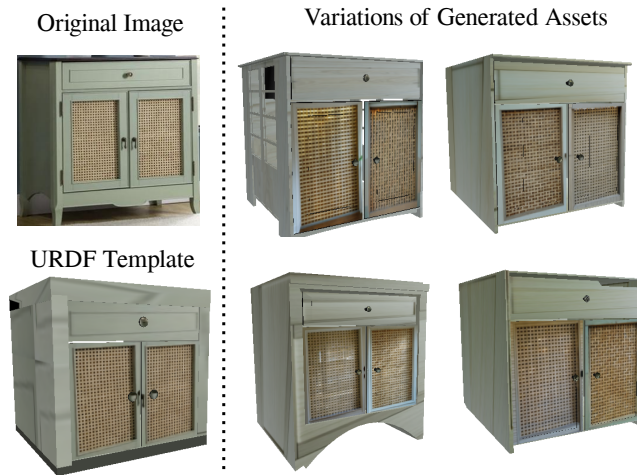 Original Image
Variations of Generated Assets
URDF Template